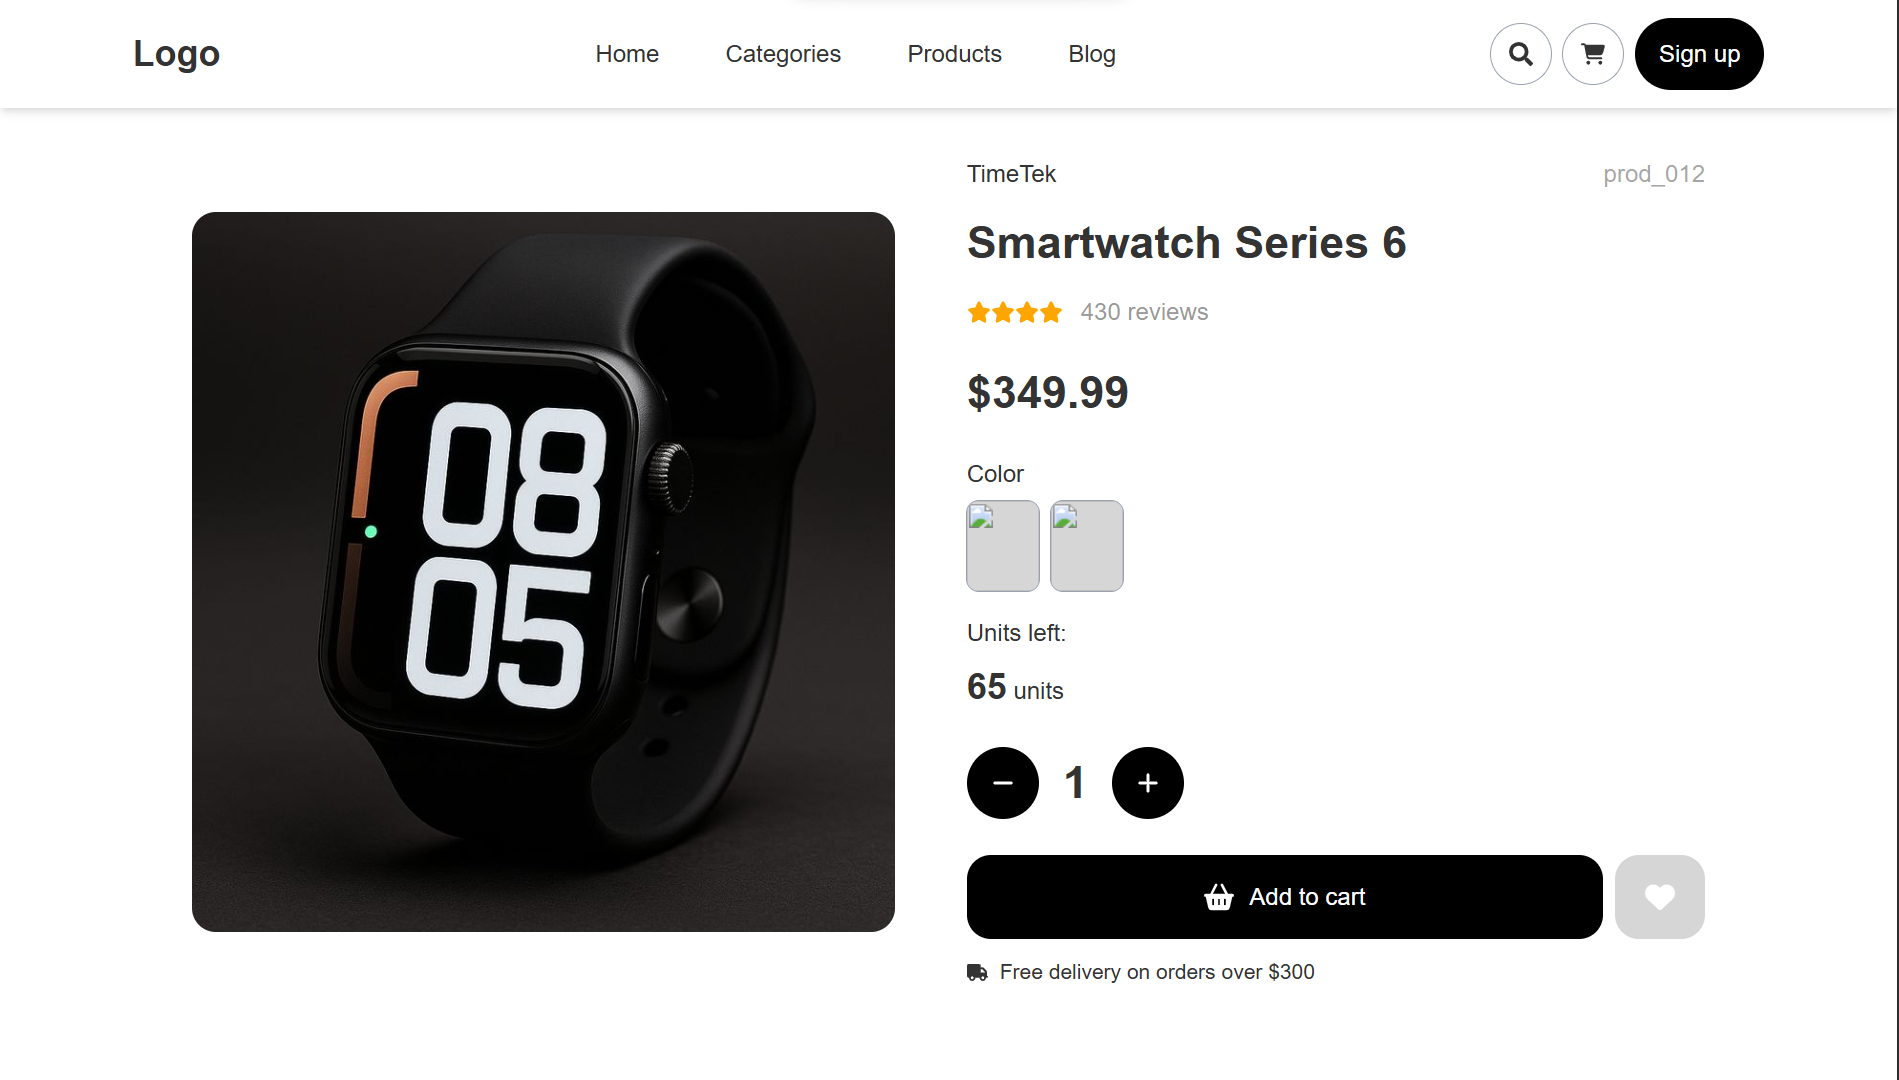 Logo
Home
Categories
Products
Blog
Sign up
08
05
TimeTek
prod_012
Smartwatch Series 6
430 reviews
$349.99
Color
Units left:
65 units
1
Add to cart
Free delivery on orders over $300